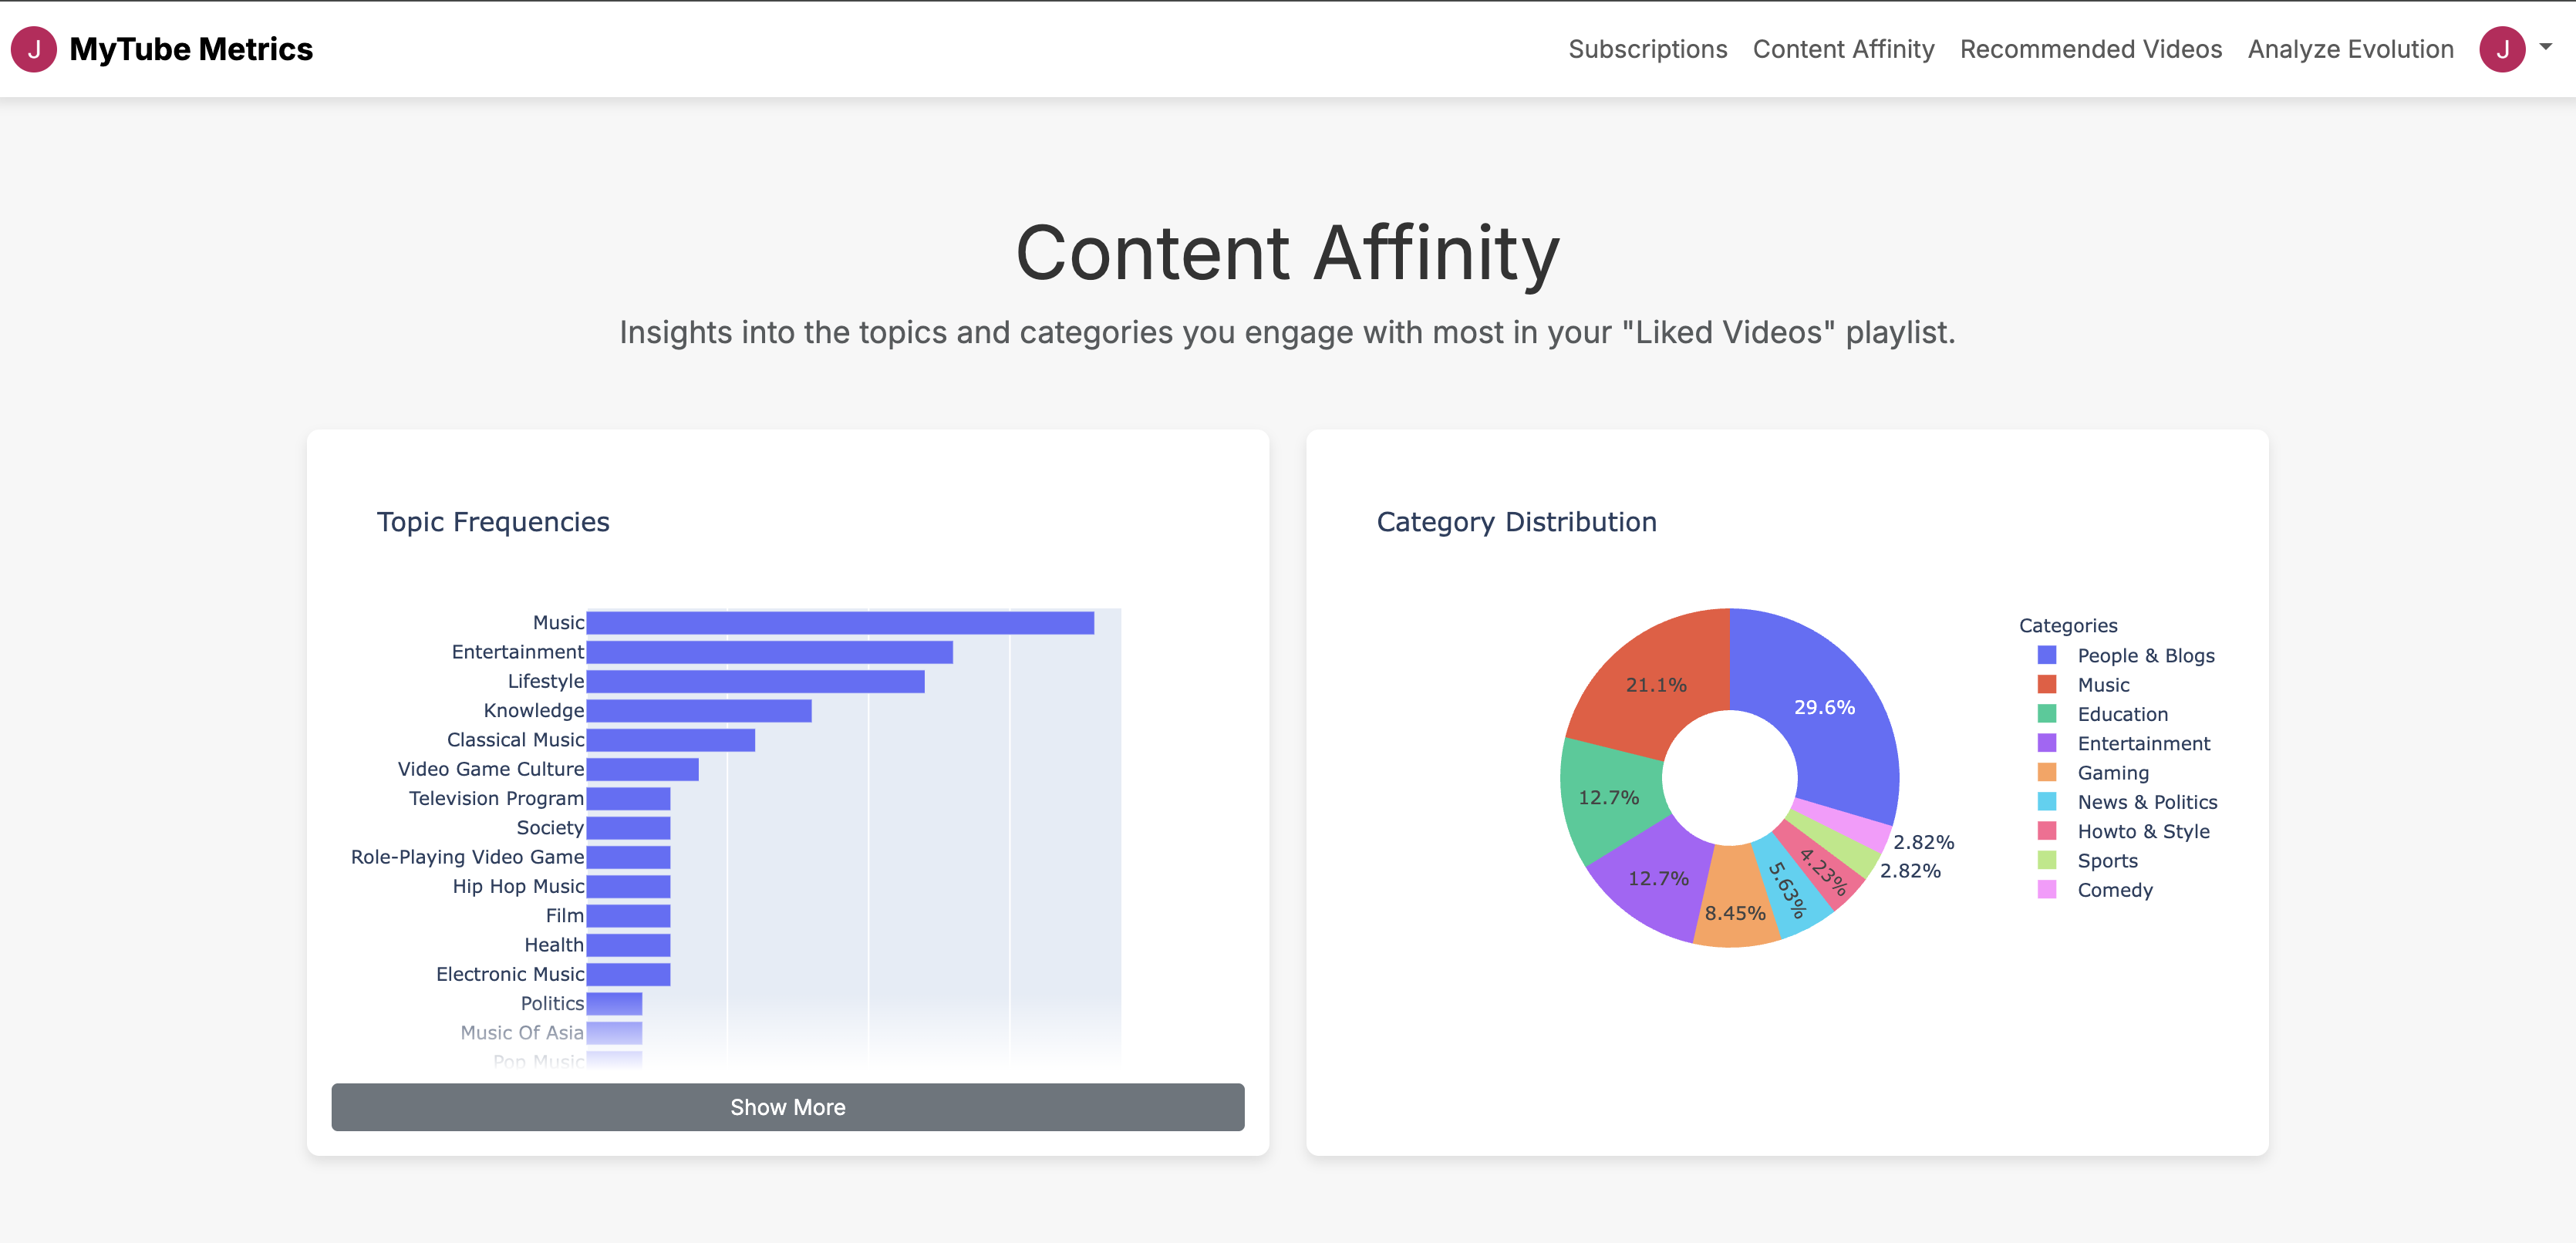 J MyTube Metrics
Subscriptions Content Affinity Recommended Videos Analyze Evolution J
Content Affinity
Insights into the topics and categories you engage with most in your "Liked Videos" playlist.
Topic Frequencies
Music
Entertainment
Lifestyle
Knowledge
Classical Music
Video Game Culture
Television Program
Society
Role-Playing Video Game
Hip Hop Music
Film
Health
Electronic Music
Politics
Music Of Asia
Pop Music
Show More
Category Distribution
29.6%
21.1%
12.7%
12.7%
8.45%
5.63%
4.23%
2.82%
2.82%
Categories
People & Blogs
Music
Education
Entertainment
Gaming
News & Politics
Howto & Style
Sports
Comedy